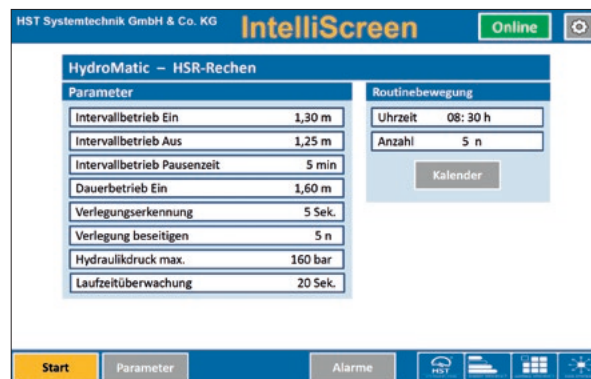 HST Systemtechnik GmbH & Co. KG
IntelliScreen
Online
HydroMatic – HSR-Rechen
Parameter
Intervallbetrieb Ein 1,30 m
Intervallbetrieb Aus 1,25 m
Intervallbetrieb Pausenzeit 5 min
Dauerbetrieb Ein 1,60 m
Verlegungserkennung 5 Sek.
Verlegung beseitigen 5 n
Hydraulikdruck max. 160 bar
Laufzeitüberwachung 20 Sek.
Routinebewegung
Uhrzeit 08: 30 h
Anzahl 5 n
Kalender
Start Parameter Alarme HST